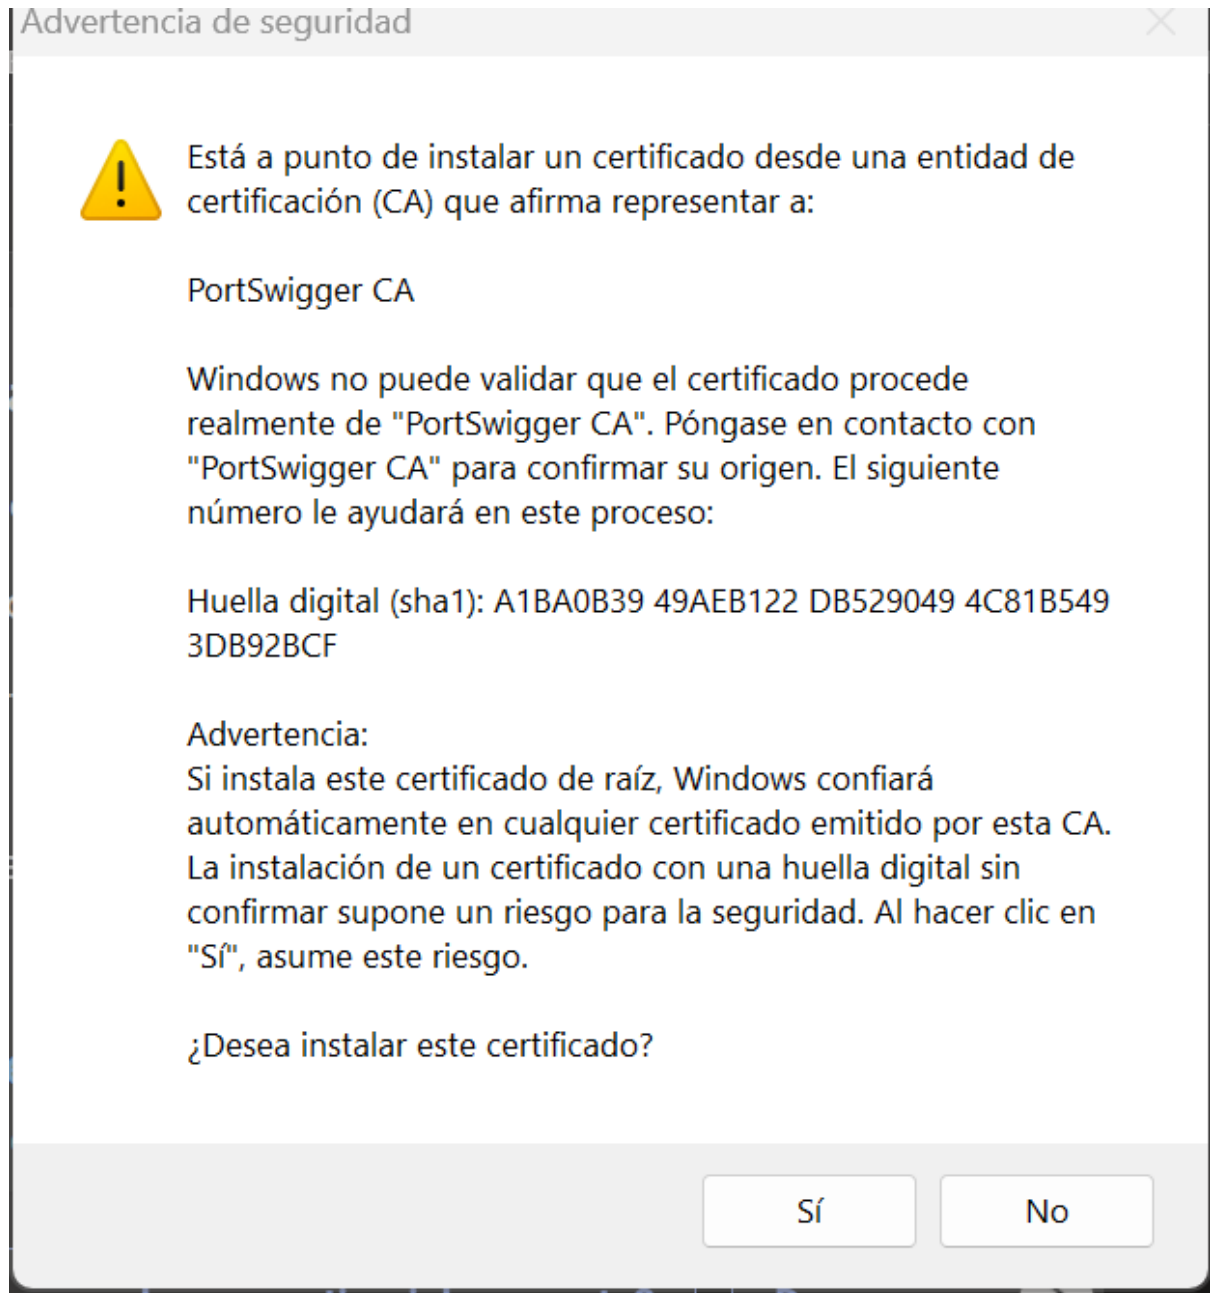 Advertencia de seguridad
Está a punto de instalar un certificado desde una entidad de
certificación (CA) que afirma representar a:
PortSwigger CA
Windows no puede validar que el certificado procede
realmente de "PortSwigger CA". Póngase en contacto con
"PortSwigger CA" para confirmar su origen. El siguiente
número le ayudará en este proceso:
Huella digital (sha1): A1BA0B39 49AEB122 DB529049 4C81B549
3DB92BCF
Advertencia:
Si instala este certificado de raíz, Windows confiará
automáticamente en cualquier certificado emitido por esta CA.
La instalación de un certificado con una huella digital sin
confirmar supone un riesgo para la seguridad. Al hacer clic en
"Sí", asume este riesgo.
¿Desea instalar este certificado?
Sí
No